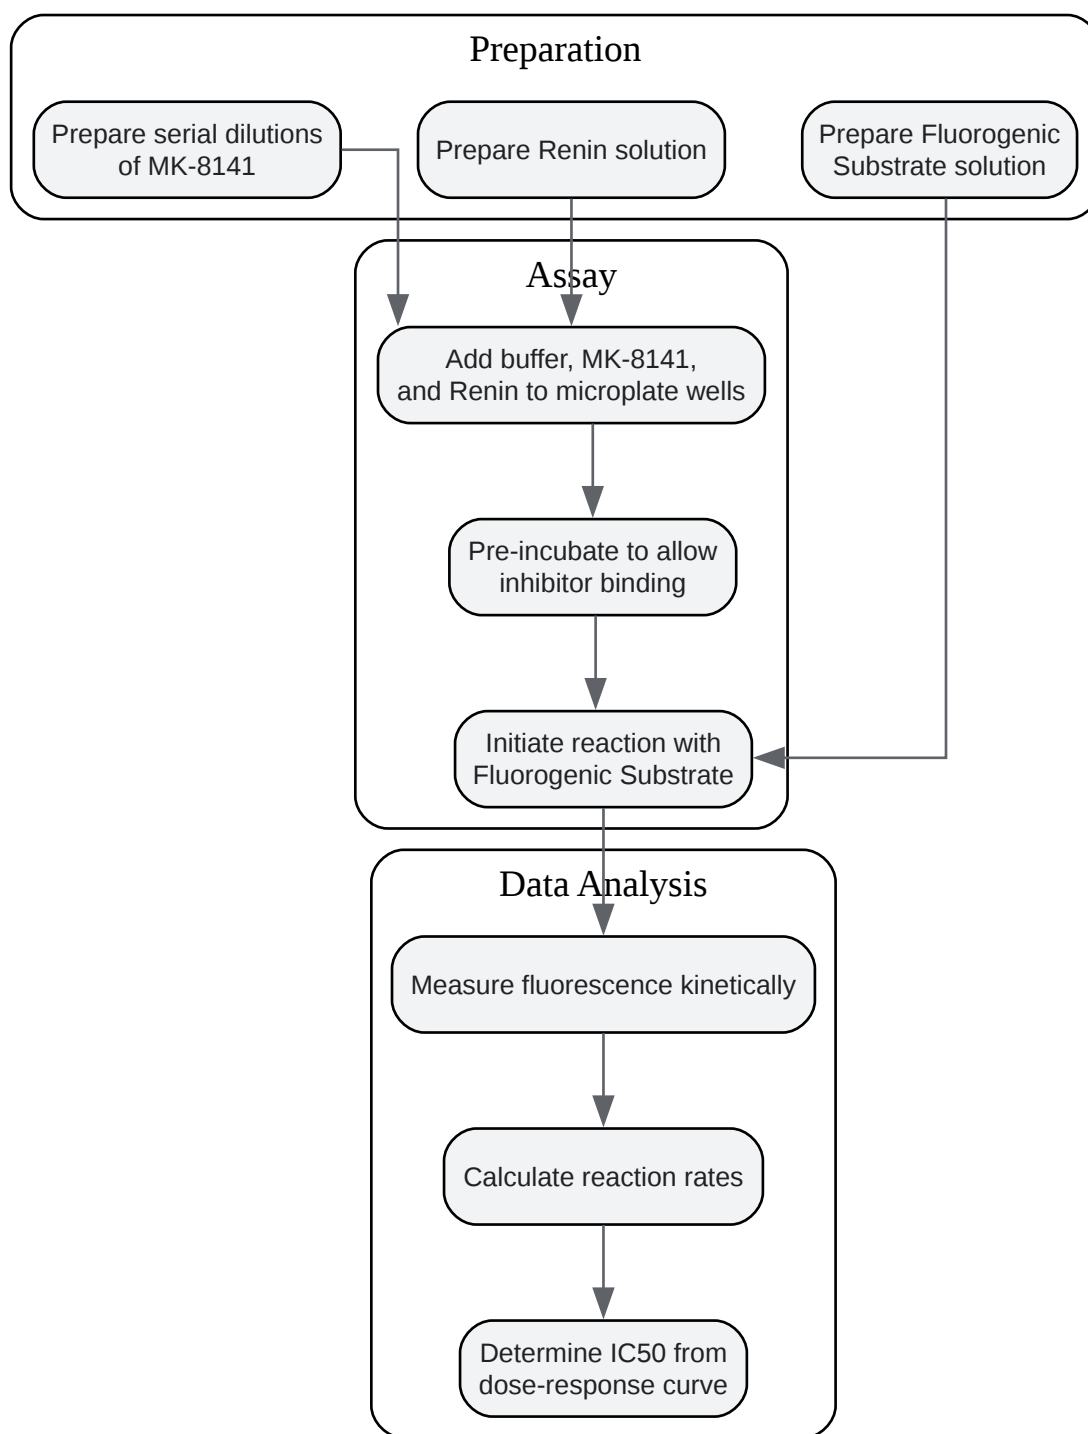 Preparation
Prepare serial dilutions
of MK-8141
Prepare Renin solution
Prepare Fluorogenic
Substrate solution
Assay
Add buffer, MK-8141,
and Renin to microplate wells
Pre-incubate to allow
inhibitor binding
Initiate reaction with
Fluorogenic Substrate
Data Analysis
Measure fluorescence kinetically
Calculate reaction rates
Determine IC50 from
dose-response curve